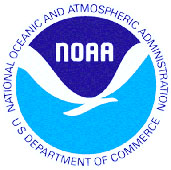 NATIONAL OCEANIC AND ATMOSPHERIC ADMINISTRATION
NOAA
U S DEPARTMENT OF COMMERCE